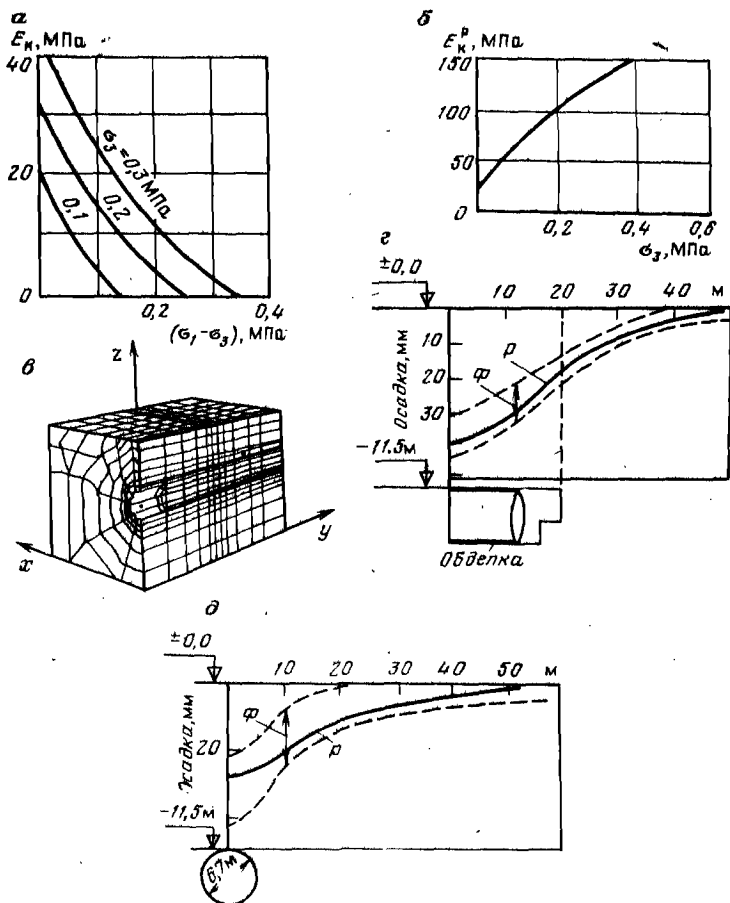 а
Eк, МПа
40
20
0
0,1
0,2
σ3=0,3МПа
0,2
0,4
(σ1-σ3), МПа
б
Eкᴾ, МПа
150
100
50
0
0,2
0,4
0,6
σ3, МПа
в
z
x
y
г
±0,0
10
20
30
40
м
Осадка, мм
10
20
30
Ф
Р
-11.5м
Обделка
д
±0,0
10
20
30
40
50
м
Осадка, мм
20
Ф
Р
-11,5м
6,7м